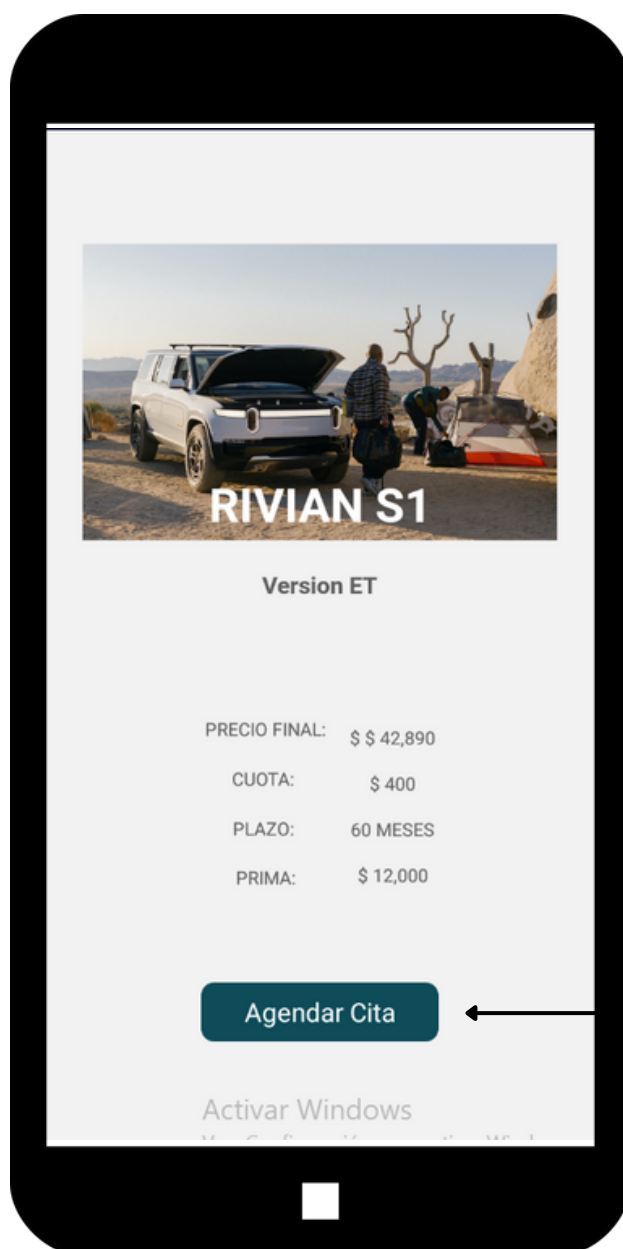 RIVIAN S1
Version ET
PRECIO FINAL: $ $ 42,890
CUOTA: $ 400
PLAZO: 60 MESES
PRIMA: $ 12,000
Agendar Cita
Activar Windows